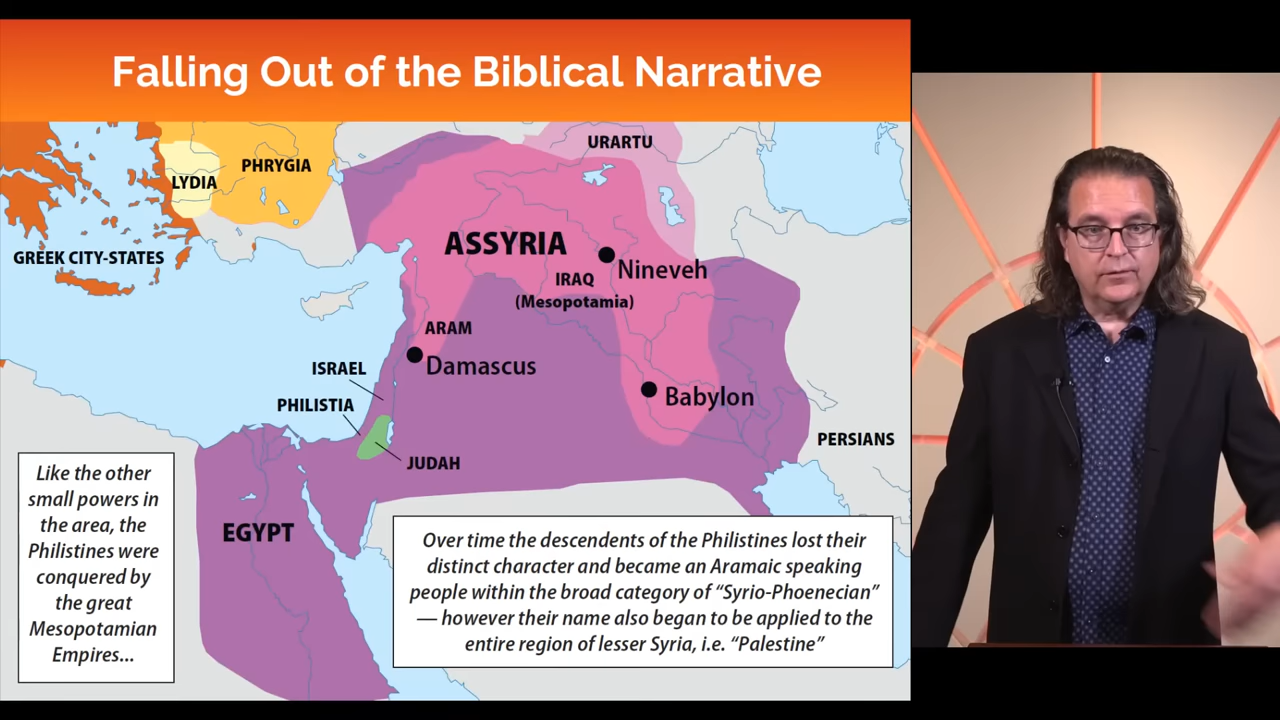 Falling Out of the Biblical Narrative
URARTU
PHRYGIA
LYDIA
ASSYRIA
GREEK CITY-STATES
Nineveh
IRAQ
(Mesopotamia)
ARAM
Damascus
ISRAEL
Babylon
PHILISTIA
PERSIANS
JUDAH
EGYPT
Like the other
small powers in
the area, the
Philistines were
conquered by
the great
Mesopotamian
Empires...
Over time the descendents of the Philistines lost their
distinct character and became an Aramaic speaking
people within the broad category of “Syrio-Phoenecian”
— however their name also began to be applied to the
entire region of lesser Syria, i.e. “Palestine”